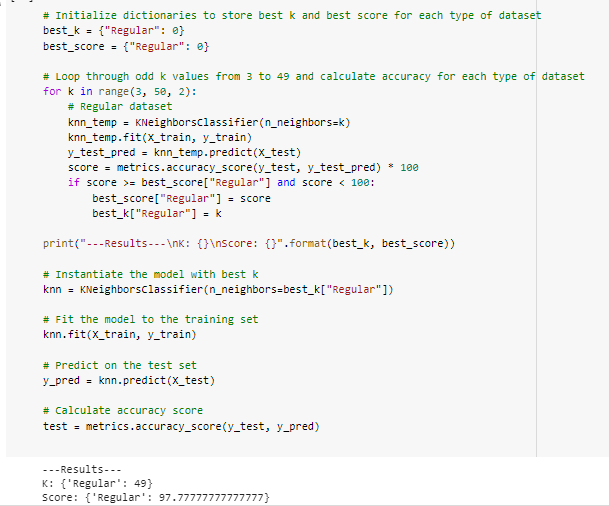 # Initialize dictionaries to store best k and best score for each type of dataset
best_k = {"Regular": 0}
best_score = {"Regular": 0}
# Loop through odd k values from 3 to 49 and calculate accuracy for each type of dataset
for k in range(3, 50, 2):
# Regular dataset
knn_temp = KNeighborsClassifier(n_neighbors=k)
knn_temp.fit(X_train, y_train)
y_test_pred = knn_temp.predict(X_test)
score = metrics.accuracy_score(y_test, y_test_pred) * 100
if score >= best_score["Regular"] and score < 100:
best_score["Regular"] = score
best_k["Regular"] = k
print("---Results---\nK: {}\nScore: {}".format(best_k, best_score))
# Instantiate the model with best k
knn = KNeighborsClassifier(n_neighbors=best_k["Regular"])
# Fit the model to the training set
knn.fit(X_train, y_train)
# Predict on the test set
y_pred = knn.predict(X_test)
# Calculate accuracy score
test = metrics.accuracy_score(y_test, y_pred)
---Results---
K: {'Regular': 49}
Score: {'Regular': 97.77777777777777}